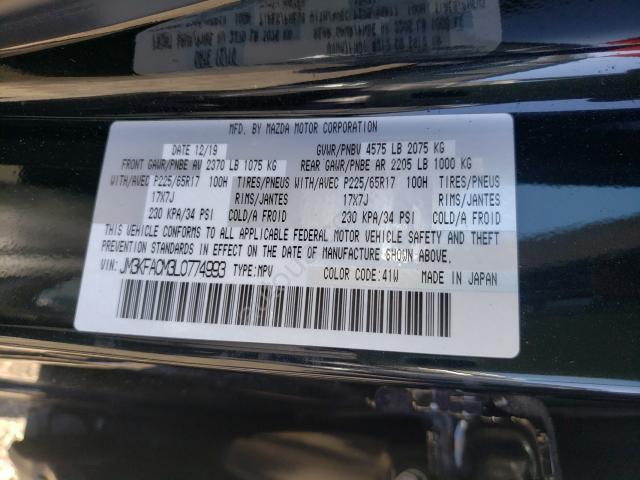 MFD. BY MAZDA MOTOR CORPORATION
DATE 12/19 GVWR/PNBV 4575 LB 2075 KG
FRONT GAWR/PNBE AV 2370 LB 1075 KG REAR GAWR/PNBE AR 2205 LB 1000 KG
WITH/AVEC P225/65R17 100H TIRES/PNEUS WITH/AVEC P225/65R17 100H TIRES/PNEUS
17X7J RIMS/JANTES 17X7J RIMS/JANTES
230 KPA/34 PSI COLD/A FROID 230 KPA/34 PSI COLD/A FROID
THIS VEHICLE CONFORMS TO ALL APPLICABLE FEDERAL MOTOR VEHICLE SAFETY AND THEFT
PREVENTION STANDARDS IN EFFECT ON THE DATE OF MANUFACTURE SHOWN ABOVE.
VIN: JM3KFACM3L0774993 TYPE: MPV COLOR CODE: 41W MADE IN JAPAN